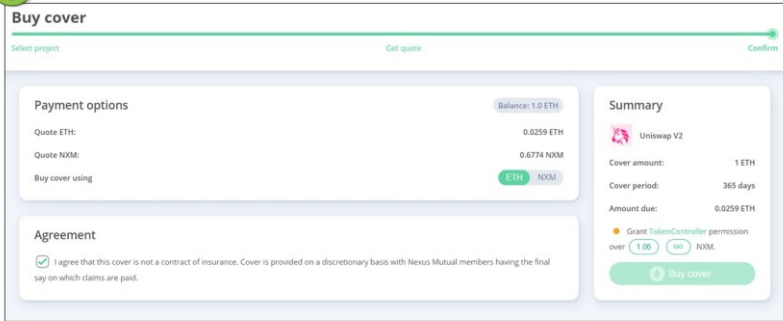 Buy cover
Select project
Get quote
Confirm
Payment options
Balance: 1.0 ETH
Quote ETH:
0.0259 ETH
Quote NXM:
0.6774 NXM
Buy cover using
ETH NXM
Agreement
I agree that this cover is not a contract of insurance. Cover is provided on a discretionary basis with Nexus Mutual members having the final
say on which claims are paid.
Summary
Uniswap V2
Cover amount:
1 ETH
Cover period:
365 days
Amount due:
0.0259 ETH
Grant TokenController permission
over 1.06 ∞ NXM.
Buy cover